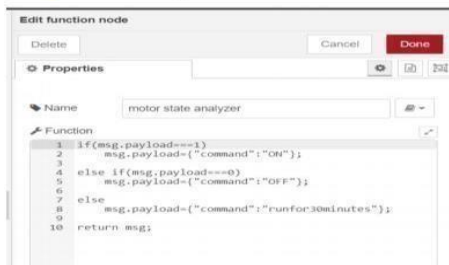 Edit function node
Delete Cancel Done
Properties
Name motor state analyzer
Function
1 if(msg.payload===1)
2 msg.payload={"command":"ON"};
3
4 else if(msg.payload===0)
5 msg.payload={"command":"OFF"};
6
7 else
8 msg.payload={"command":"runfor30minutes"};
9
10 return msg;